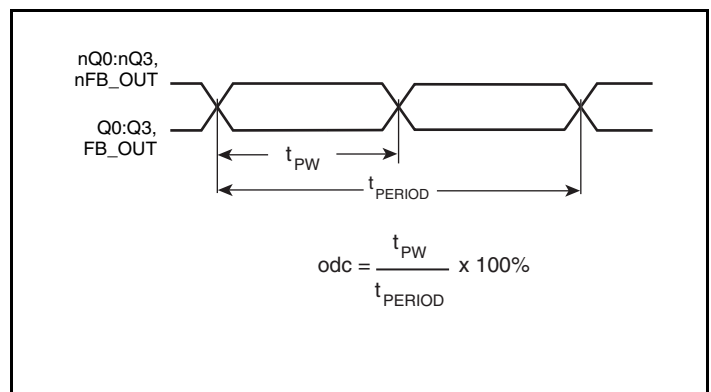 nQ0:nQ3,
nFB_OUT
Q0:Q3,
FB_OUT
tPW
tPERIOD
odc = tPW / tPERIOD x 100%